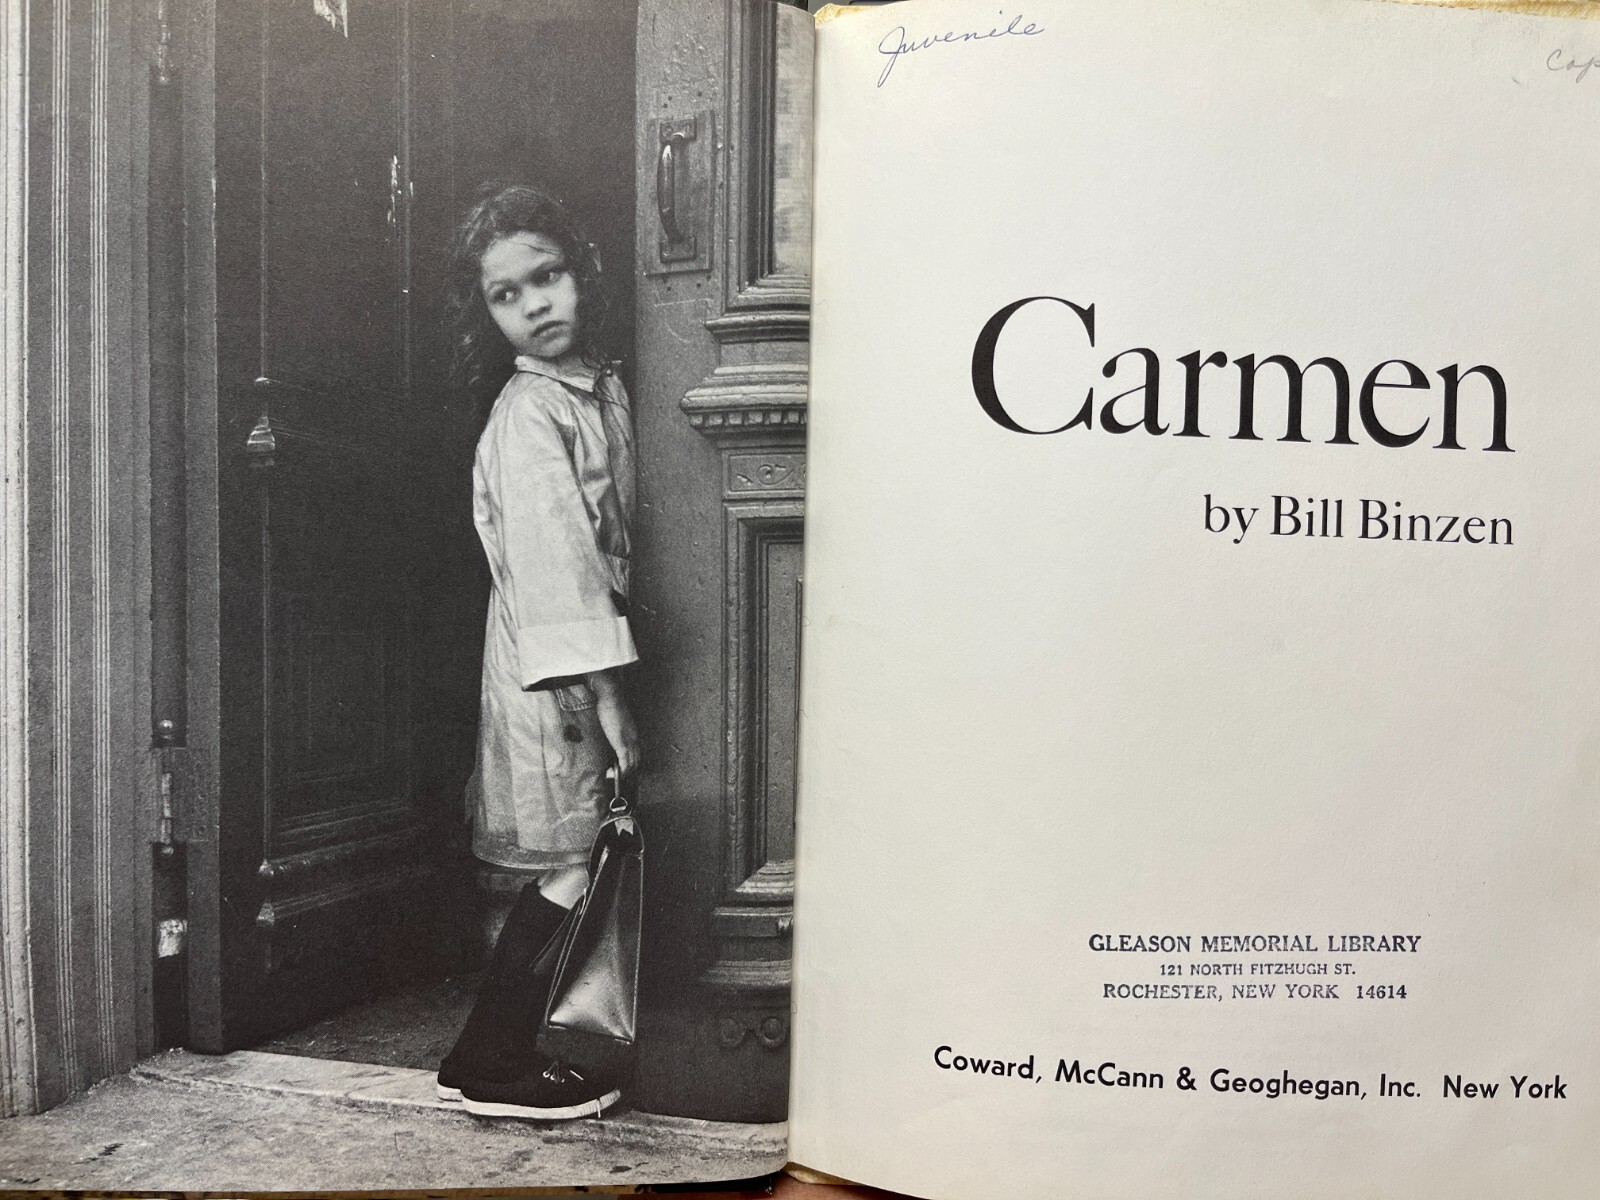 Juvenile
Carmen
by Bill Binzen
GLEASON MEMORIAL LIBRARY
121 NORTH FITZHUGH ST.
ROCHESTER, NEW YORK 14614
Coward, McCann & Geoghegan, Inc. New York